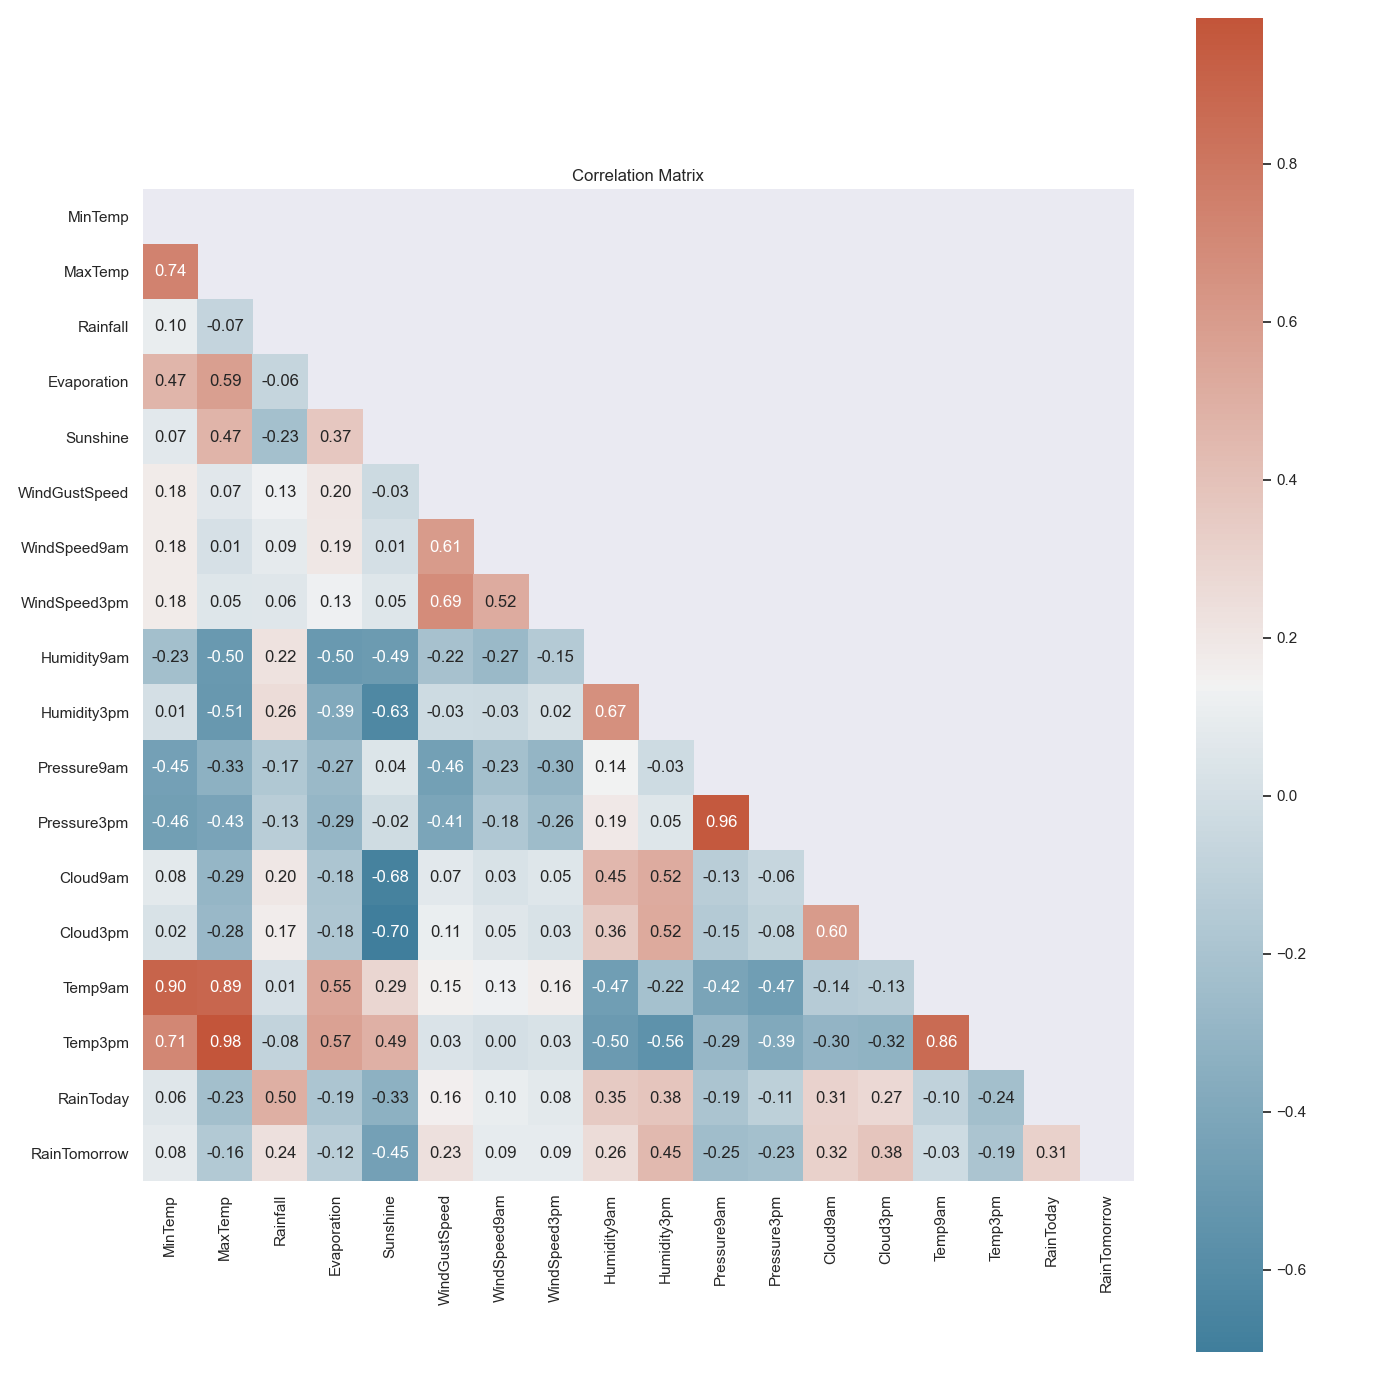 Correlation Matrix
MinTemp
MaxTemp 0.74
Rainfall 0.10 -0.07
Evaporation 0.47 0.59 -0.06
Sunshine 0.07 0.47 -0.23 0.37
WindGustSpeed 0.18 0.07 0.13 0.20 -0.03
WindSpeed9am 0.18 0.01 0.09 0.19 0.01 0.61
WindSpeed3pm 0.18 0.05 0.06 0.13 0.05 0.69 0.52
Humidity9am -0.23 -0.50 0.22 -0.50 -0.49 -0.22 -0.27 -0.15
Humidity3pm 0.01 -0.51 0.26 -0.39 -0.63 -0.03 -0.03 0.02 0.67
Pressure9am -0.45 -0.33 -0.17 -0.27 0.04 -0.46 -0.23 -0.30 0.14 -0.03
Pressure3pm -0.46 -0.43 -0.13 -0.29 -0.02 -0.41 -0.18 -0.26 0.19 0.05 0.96
Cloud9am 0.08 -0.29 0.20 -0.18 -0.68 0.07 0.03 0.05 0.45 0.52 -0.13 -0.06
Cloud3pm 0.02 -0.28 0.17 -0.18 -0.70 0.11 0.05 0.03 0.36 0.52 -0.15 -0.08 0.60
Temp9am 0.90 0.89 0.01 0.55 0.29 0.15 0.13 0.16 -0.47 -0.22 -0.42 -0.47 -0.14 -0.13
Temp3pm 0.71 0.98 -0.08 0.57 0.49 0.03 0.00 0.03 -0.50 -0.56 -0.29 -0.39 -0.30 -0.32 0.86
RainToday 0.06 -0.23 0.50 -0.19 -0.33 0.16 0.10 0.08 0.35 0.38 -0.19 -0.11 0.31 0.27 -0.10 -0.24
RainTomorrow 0.08 -0.16 0.24 -0.12 -0.45 0.23 0.09 0.09 0.26 0.45 -0.25 -0.23 0.32 0.38 -0.03 -0.19 0.31
MinTemp
MaxTemp
Rainfall
Evaporation
Sunshine
WindGustSpeed
WindSpeed9am
WindSpeed3pm
Humidity9am
Humidity3pm
Pressure9am
Pressure3pm
Cloud9am
Cloud3pm
Temp9am
Temp3pm
RainToday
RainTomorrow
0.8
0.6
0.4
0.2
0.0
−0.2
−0.4
−0.6